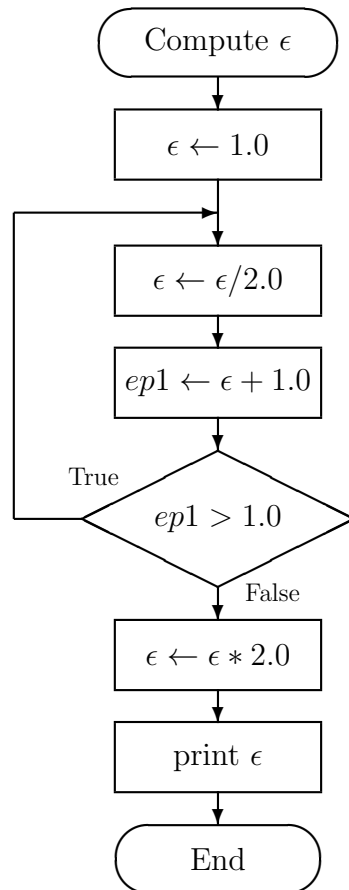 Compute ϵ
ϵ ← 1.0
ϵ ← ϵ/2.0
ep1 ← ϵ + 1.0
True
ep1 > 1.0
False
ϵ ← ϵ ∗ 2.0
print ϵ
End